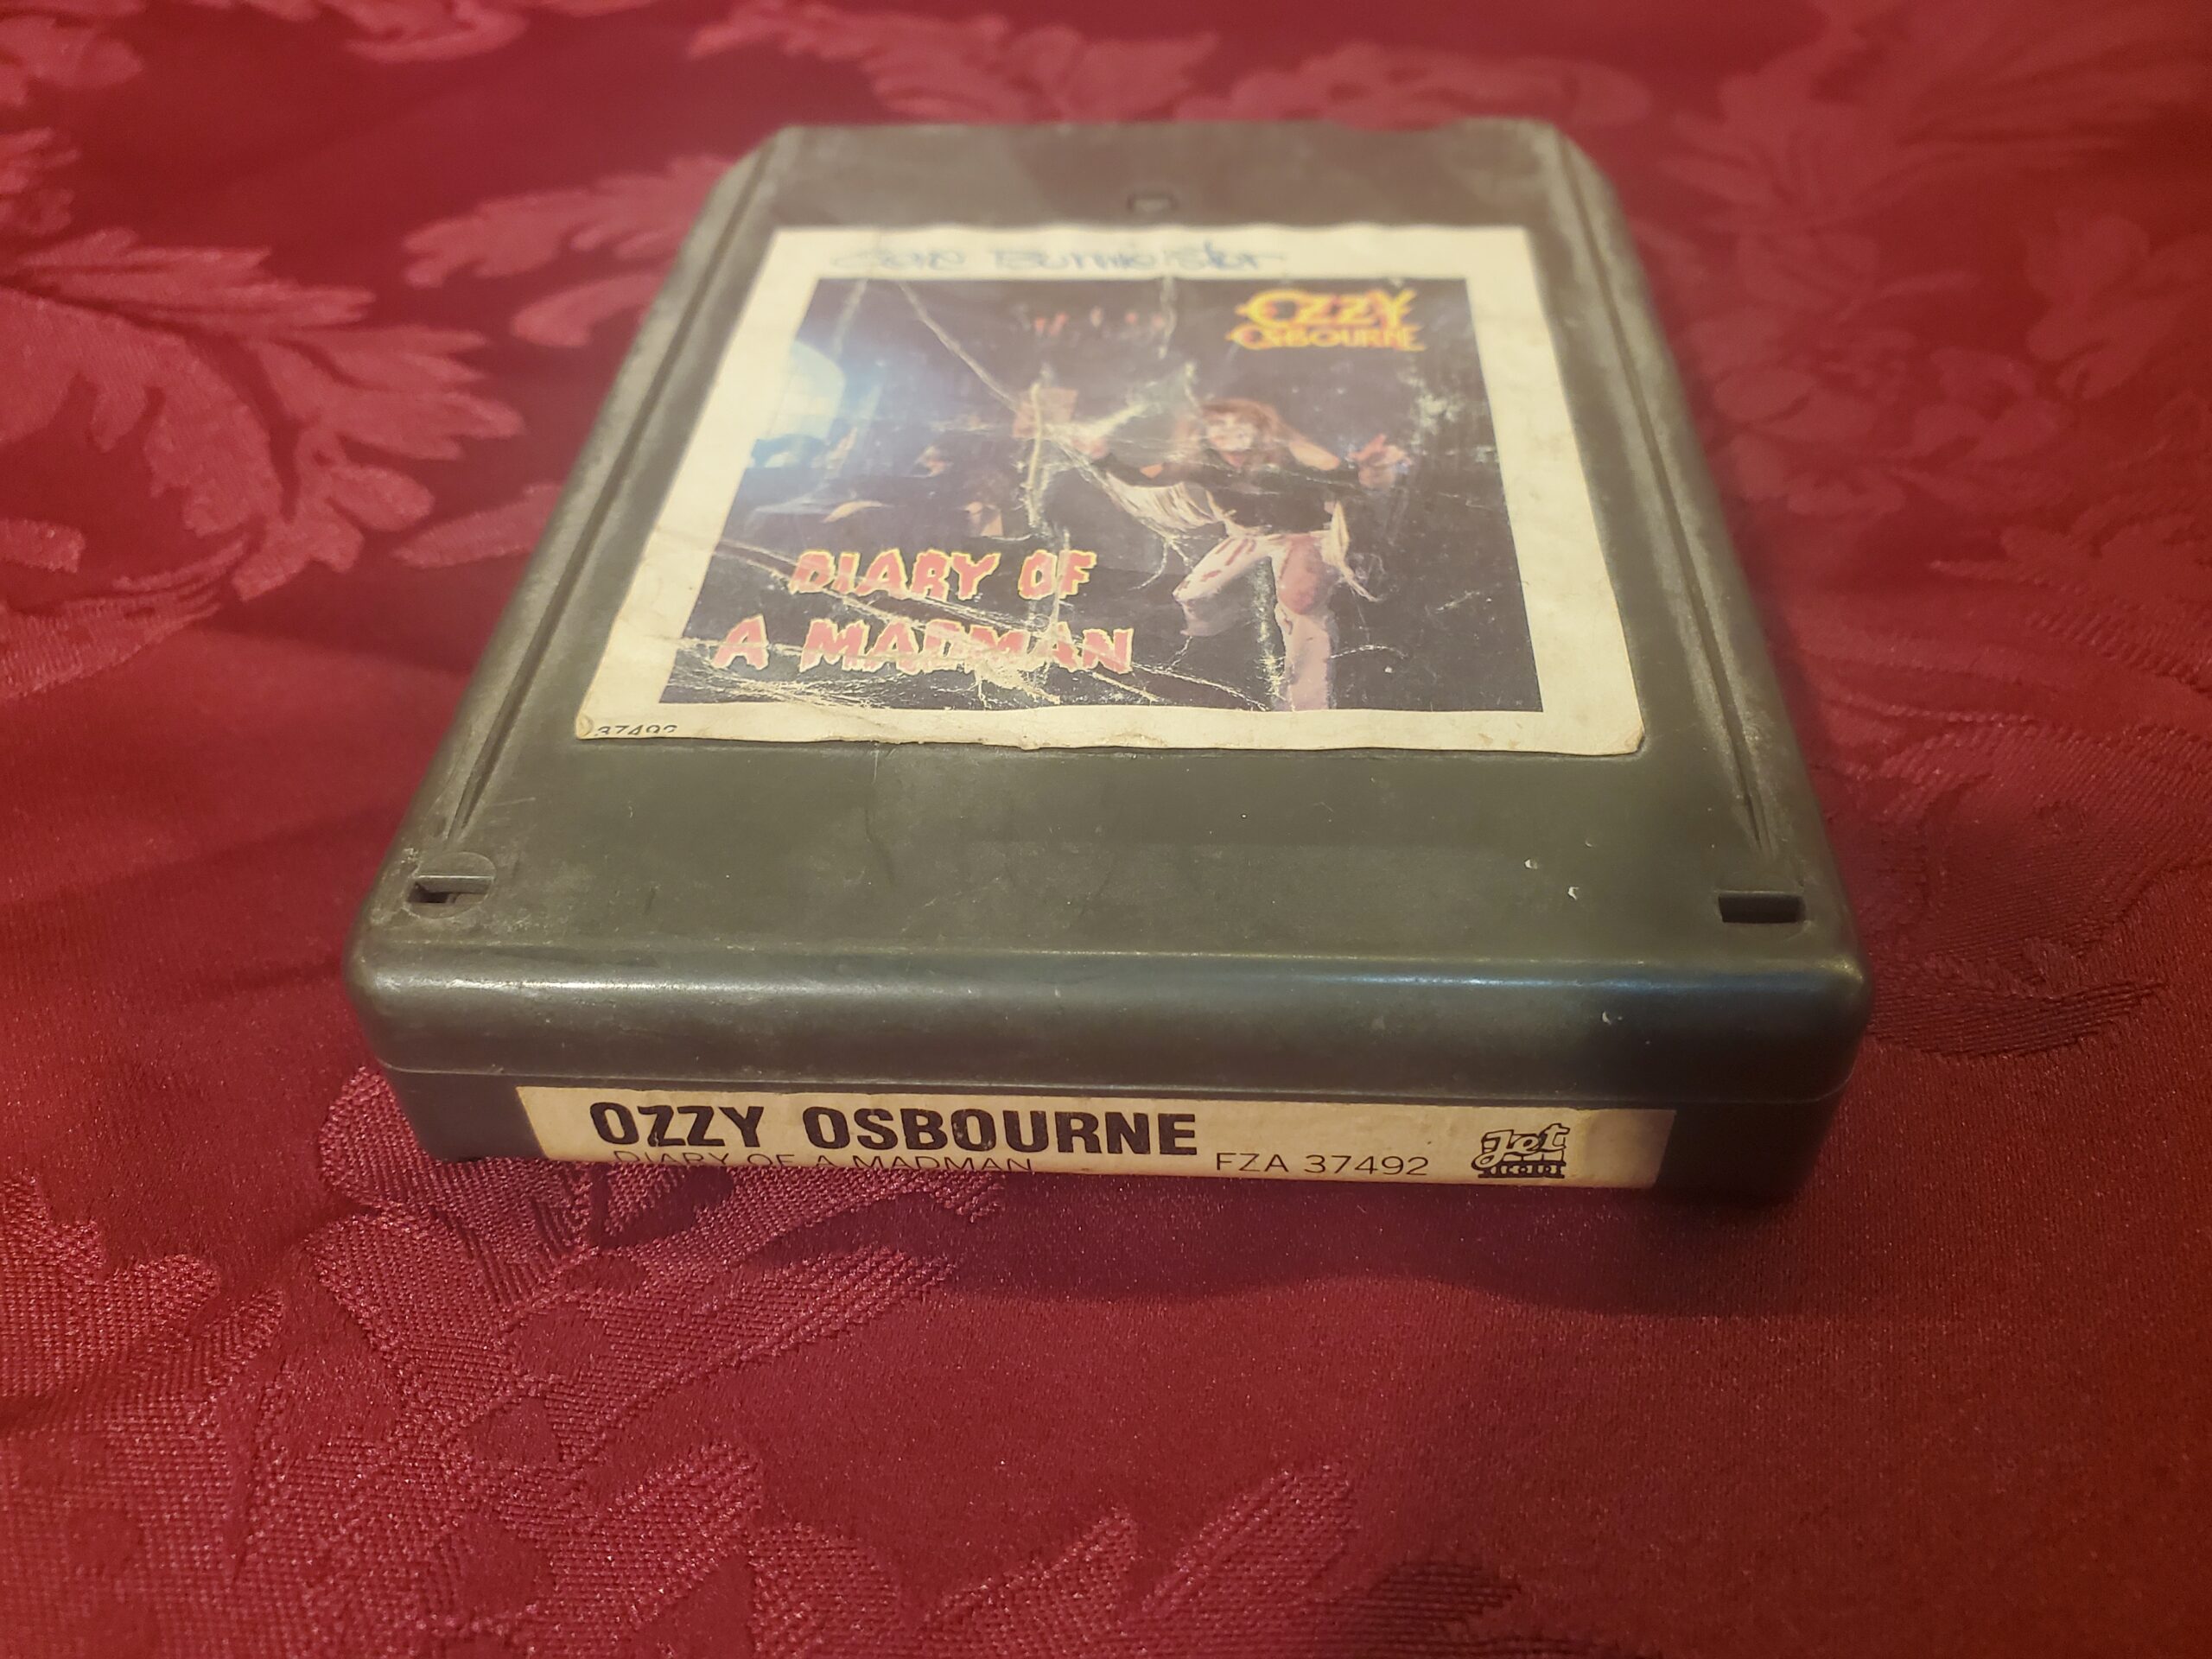 OZZY
OSBOURNE
DIARY OF
A MADMAN
37492
OZZY OSBOURNE
DIARY OF A MADMAN FZA 37492
Jet